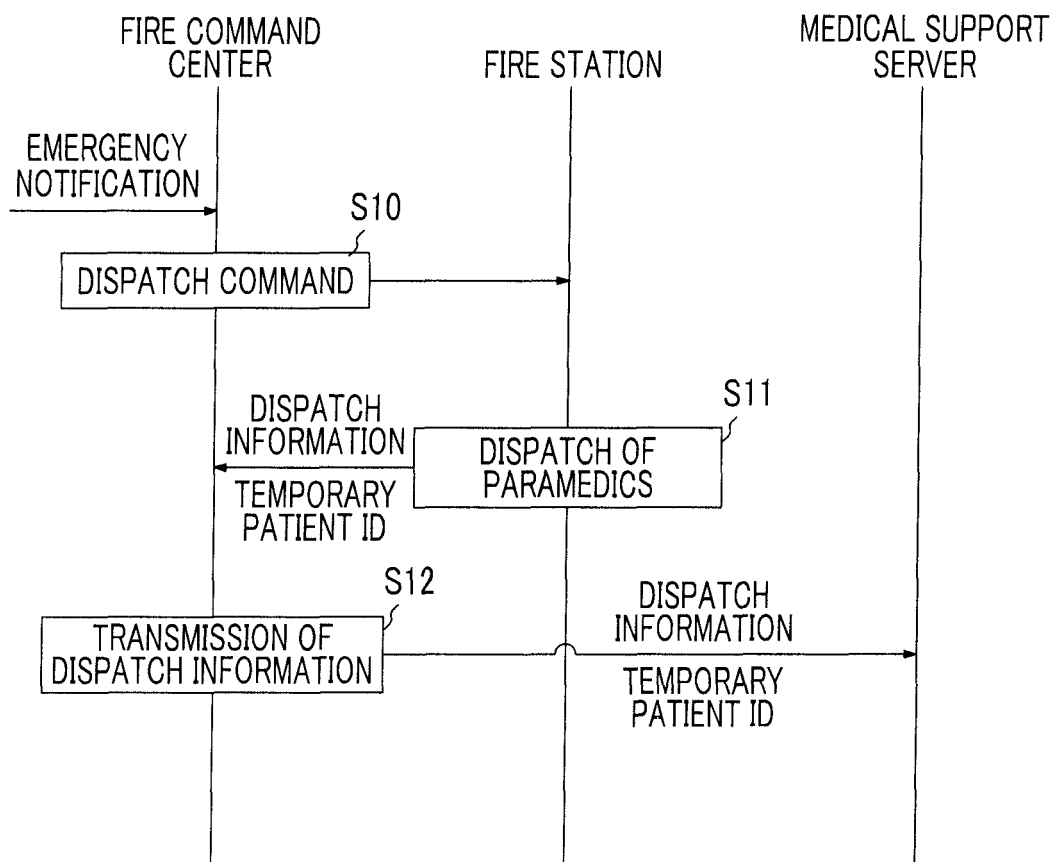 FIRE COMMAND
CENTER
FIRE STATION
MEDICAL SUPPORT
SERVER
EMERGENCY
NOTIFICATION
S10
DISPATCH COMMAND
S11
DISPATCH
INFORMATION
DISPATCH OF
PARAMEDICS
TEMPORARY
PATIENT ID
S12
TRANSMISSION OF
DISPATCH INFORMATION
DISPATCH
INFORMATION
TEMPORARY
PATIENT ID